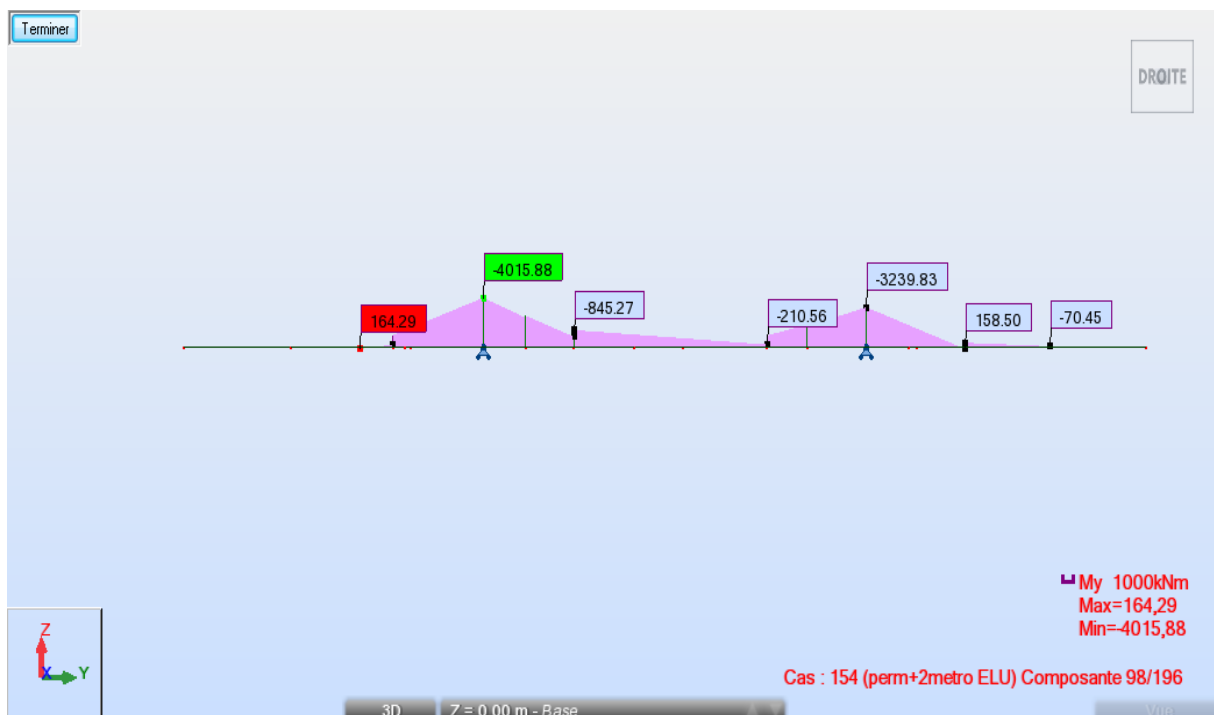 Terminer
DROITE
-4015.88
-3239.83
-845.27
164.29
-210.56
158.50
-70.45
My 1000kNm
Max=164,29
Min=-4015,88
Cas : 154 (perm+2metro ELU) Composante 98/196
Z
X
Y
3D
Z = 0.00 m - Base
Vue